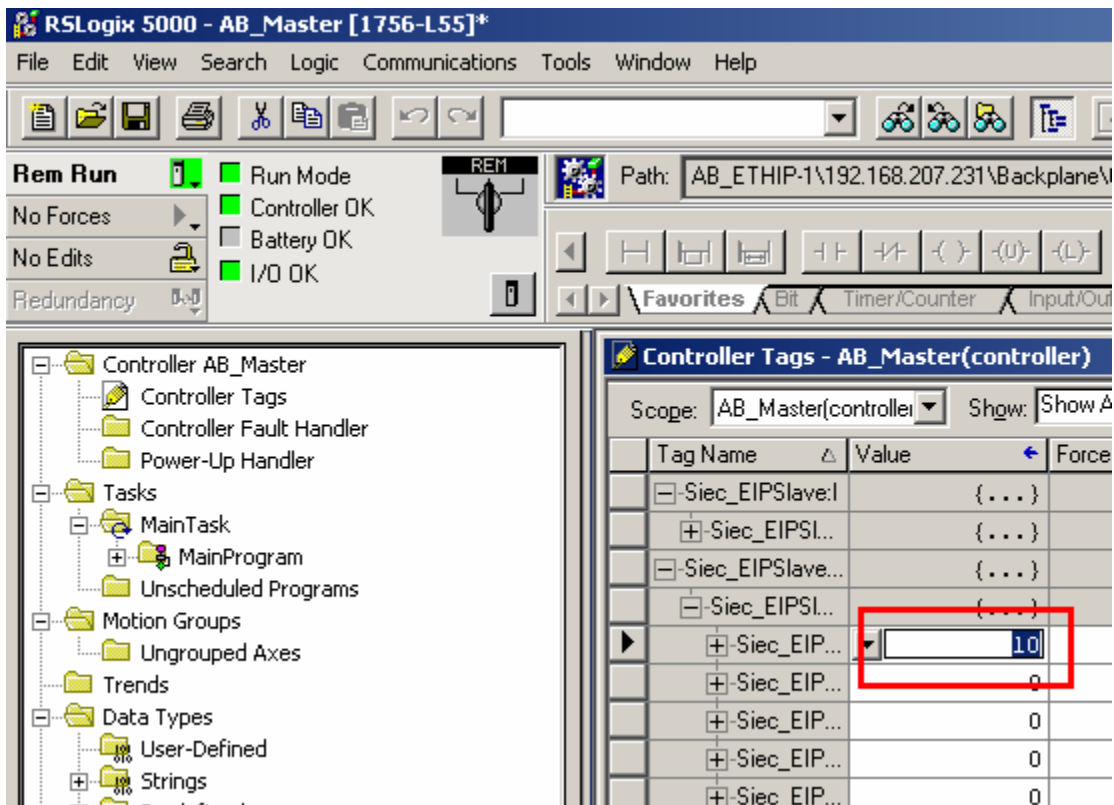 RSLogix 5000 - AB_Master [1756-L55]*
File Edit View Search Logic Communications Tools Window Help
Rem Run
No Forces
No Edits
Redundancy
Run Mode
Controller OK
Battery OK
I/O OK
REM
Path: AB_ETHIP-1\192.168.207.231\Backplane\
Favorites Bit Timer/Counter Input/Out
Controller AB_Master
Controller Tags
Controller Fault Handler
Power-Up Handler
Tasks
MainTask
MainProgram
Unscheduled Programs
Motion Groups
Ungrouped Axes
Trends
Data Types
User-Defined
Strings
Controller Tags - AB_Master(controller)
Scope: AB_Master(controller Show: Show A
Tag Name Value Force
Siec_EIPSlave:I {...}
Siec_EIPSl... {...}
Siec_EIPSlave... {...}
Siec_EIPSl... {...}
Siec_EIP... 10
Siec_EIP... 0
Siec_EIP... 0
Siec_EIP... 0
Siec_EIP... 0